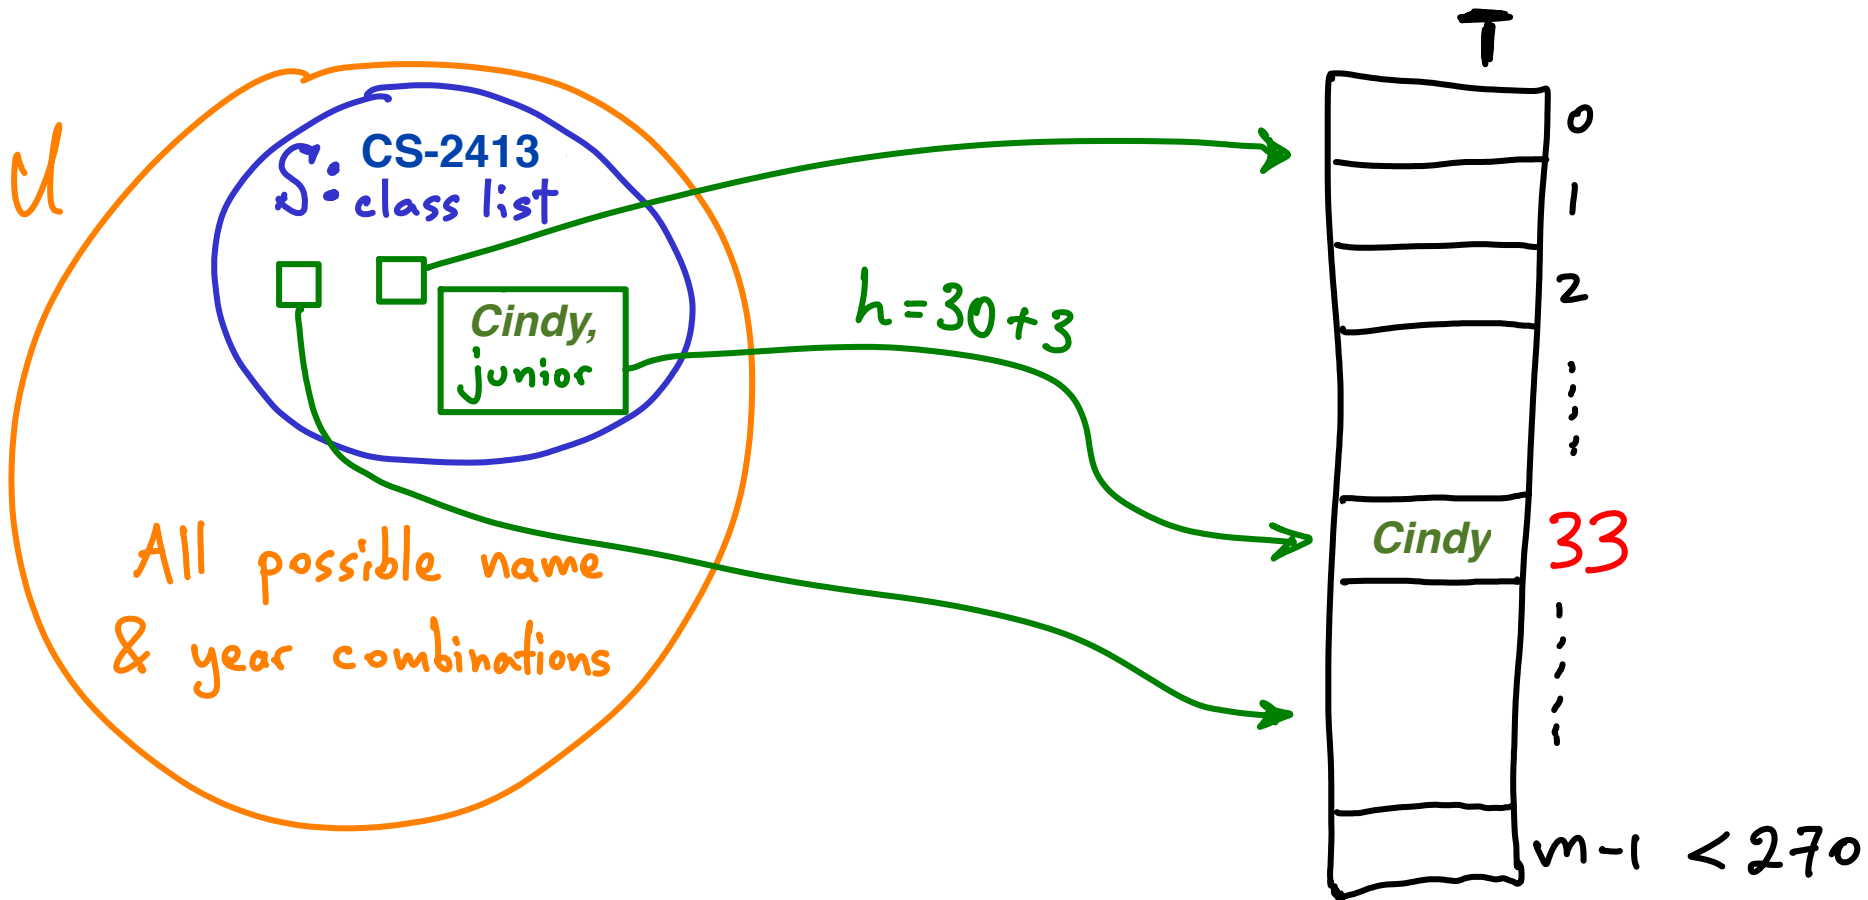 U
CS-2413
S: class list
Cindy,
junior
All possible name
& year combinations
h=30+3
T
0
1
2
Cindy 33
m-1 < 270